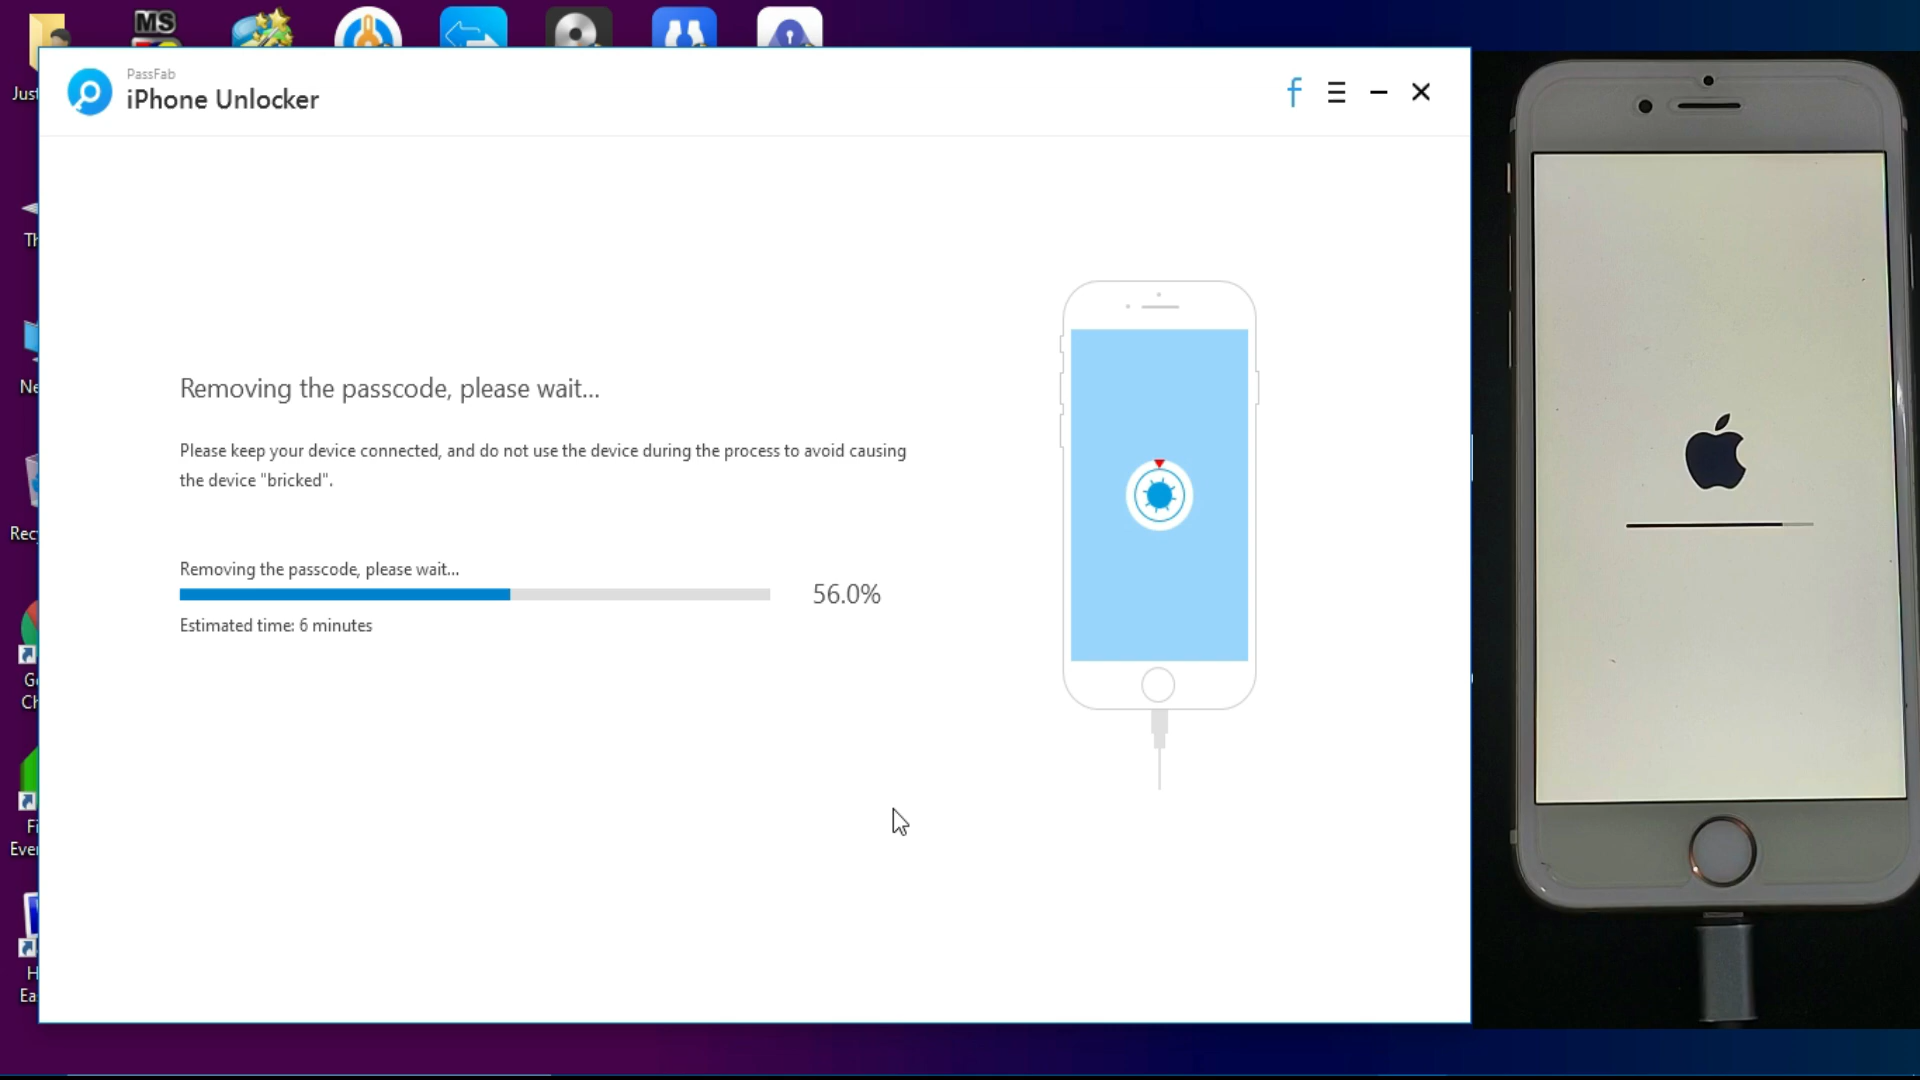 MS
PassFab
iPhone Unlocker
f
Just
Th
Removing the passcode, please wait...
Ne
Please keep your device connected, and do not use the device during the process to avoid causing
the device "bricked".
Rec
Removing the passcode, please wait...
56.0%
Estimated time: 6 minutes
G
Ch
Fi
Eve
H
Ea